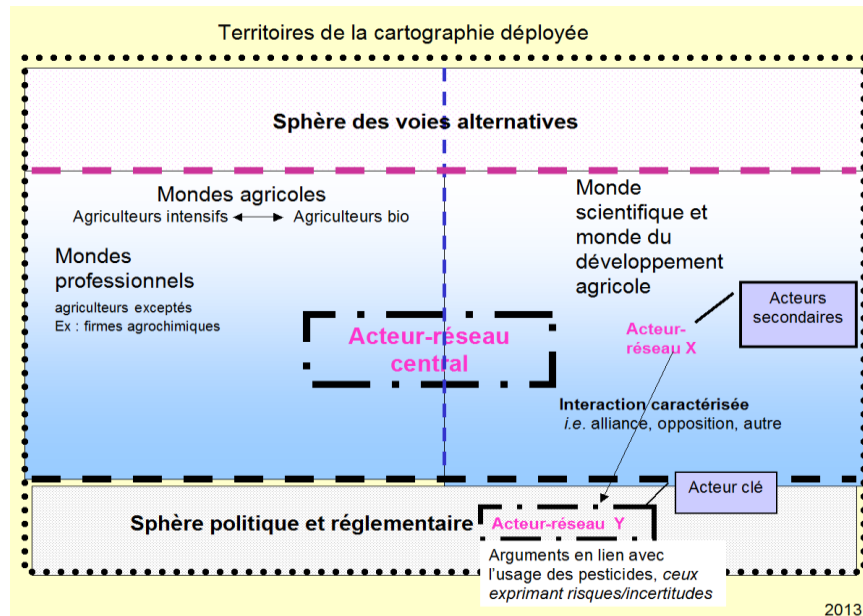 Territoires de la cartographie déployée
Sphère des voies alternatives
Mondes agricoles
Agriculteurs intensifs
Agriculteurs bio
Mondes
professionnels
agriculteurs exceptés
Ex : firmes agrochimiques
Monde
scientifique et
monde du
développement
agricole
Acteurs
secondaires
Acteur-réseau
central
Acteur-
réseau X
Interaction caractérisée
i.e. alliance, opposition, autre
Acteur clé
Sphère politique et réglementaire
Acteur-réseau Y
Arguments en lien avec
l'usage des pesticides, ceux
exprimant risques/incertitudes
2013